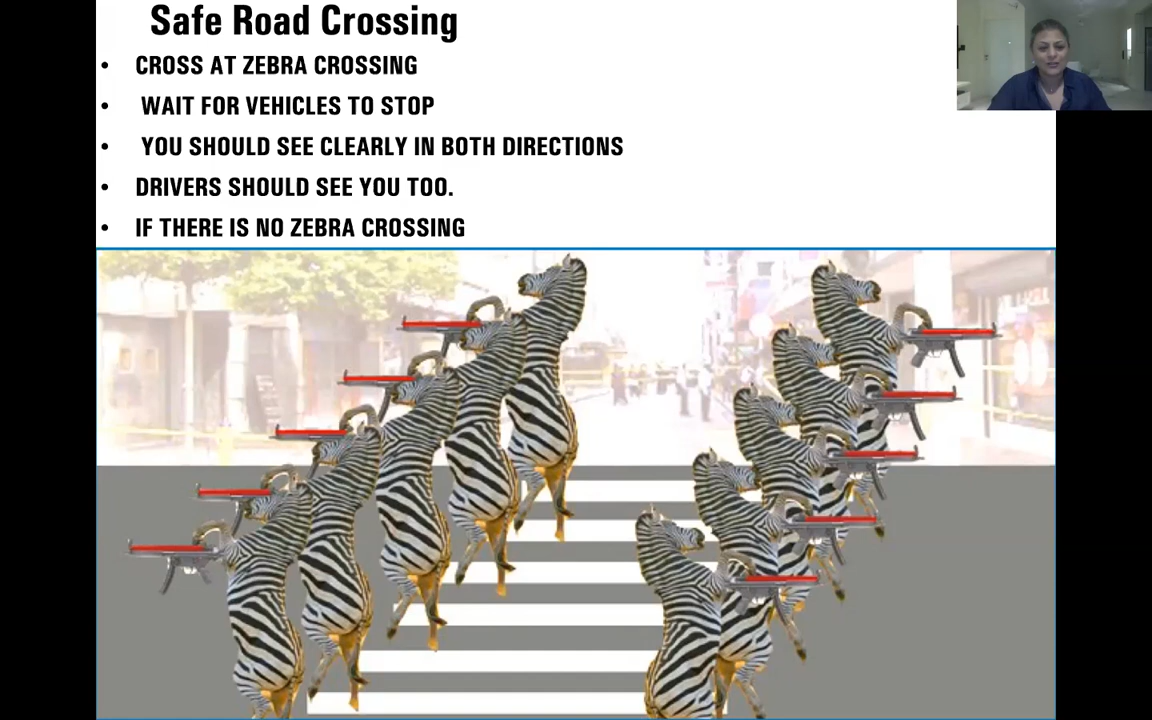 Safe Road Crossing
• CROSS AT ZEBRA CROSSING
• WAIT FOR VEHICLES TO STOP
• YOU SHOULD SEE CLEARLY IN BOTH DIRECTIONS
• DRIVERS SHOULD SEE YOU TOO.
• IF THERE IS NO ZEBRA CROSSING